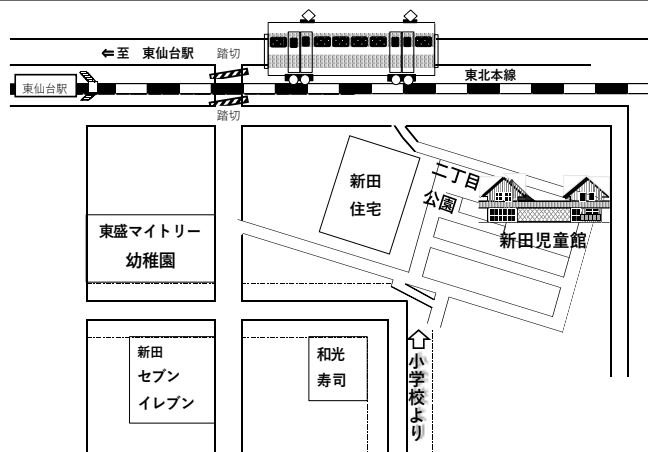 ⇐至 東仙台駅
踏切
東仙台駅
東北本線
踏切
新田
住宅
二丁目
公園
新田児童館
東盛マイトリー
幼稚園
新田
セブン
イレブン
和光
寿司
小学校より